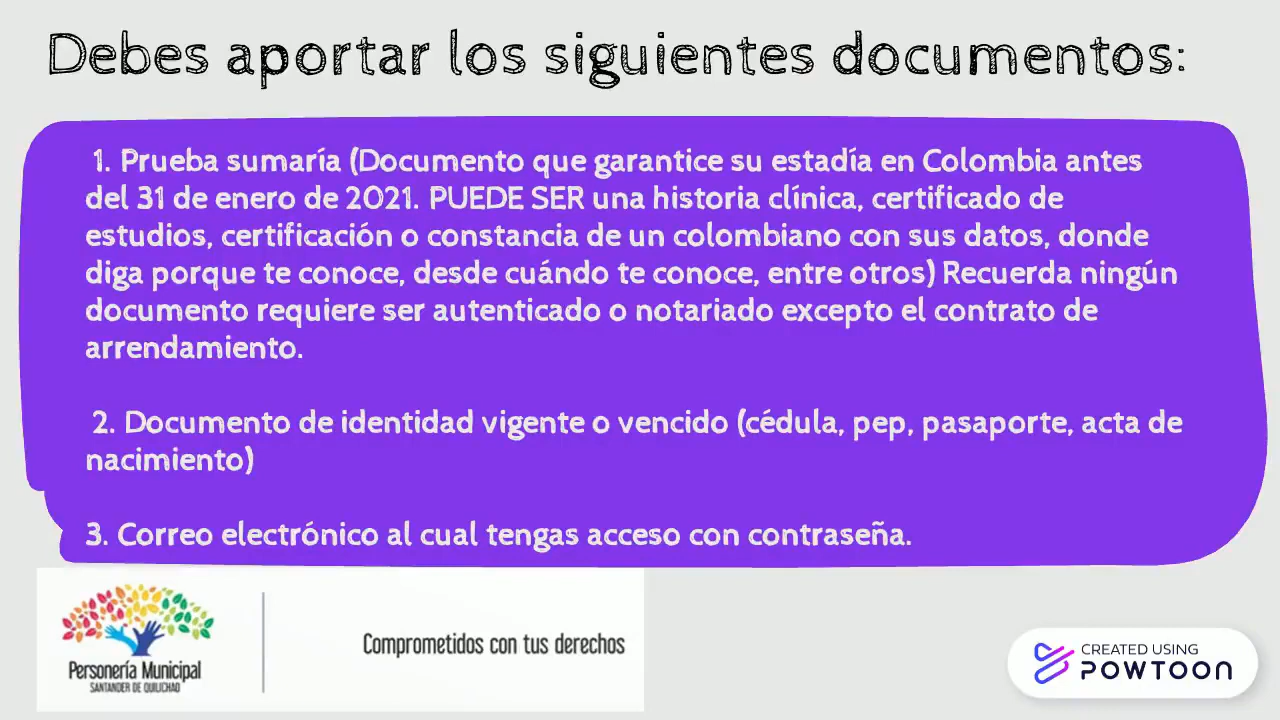 Debes aportar los siguientes documentos:
1. Prueba sumaría (Documento que garantice su estadía en Colombia antes
del 31 de enero de 2021. PUEDE SER una historia clínica, certificado de
estudios, certificación o constancia de un colombiano con sus datos, donde
diga porque te conoce, desde cuándo te conoce, entre otros) Recuerda ningún
documento requiere ser autenticado o notariado excepto el contrato de
arrendamiento.
2. Documento de identidad vigente o vencido (cédula, pep, pasaporte, acta de
nacimiento)
3. Correo electrónico al cual tengas acceso con contraseña.
Personería Municipal
SANTANDER DE QUILICHAO
Comprometidos con tus derechos
CREATED USING
POWTOON